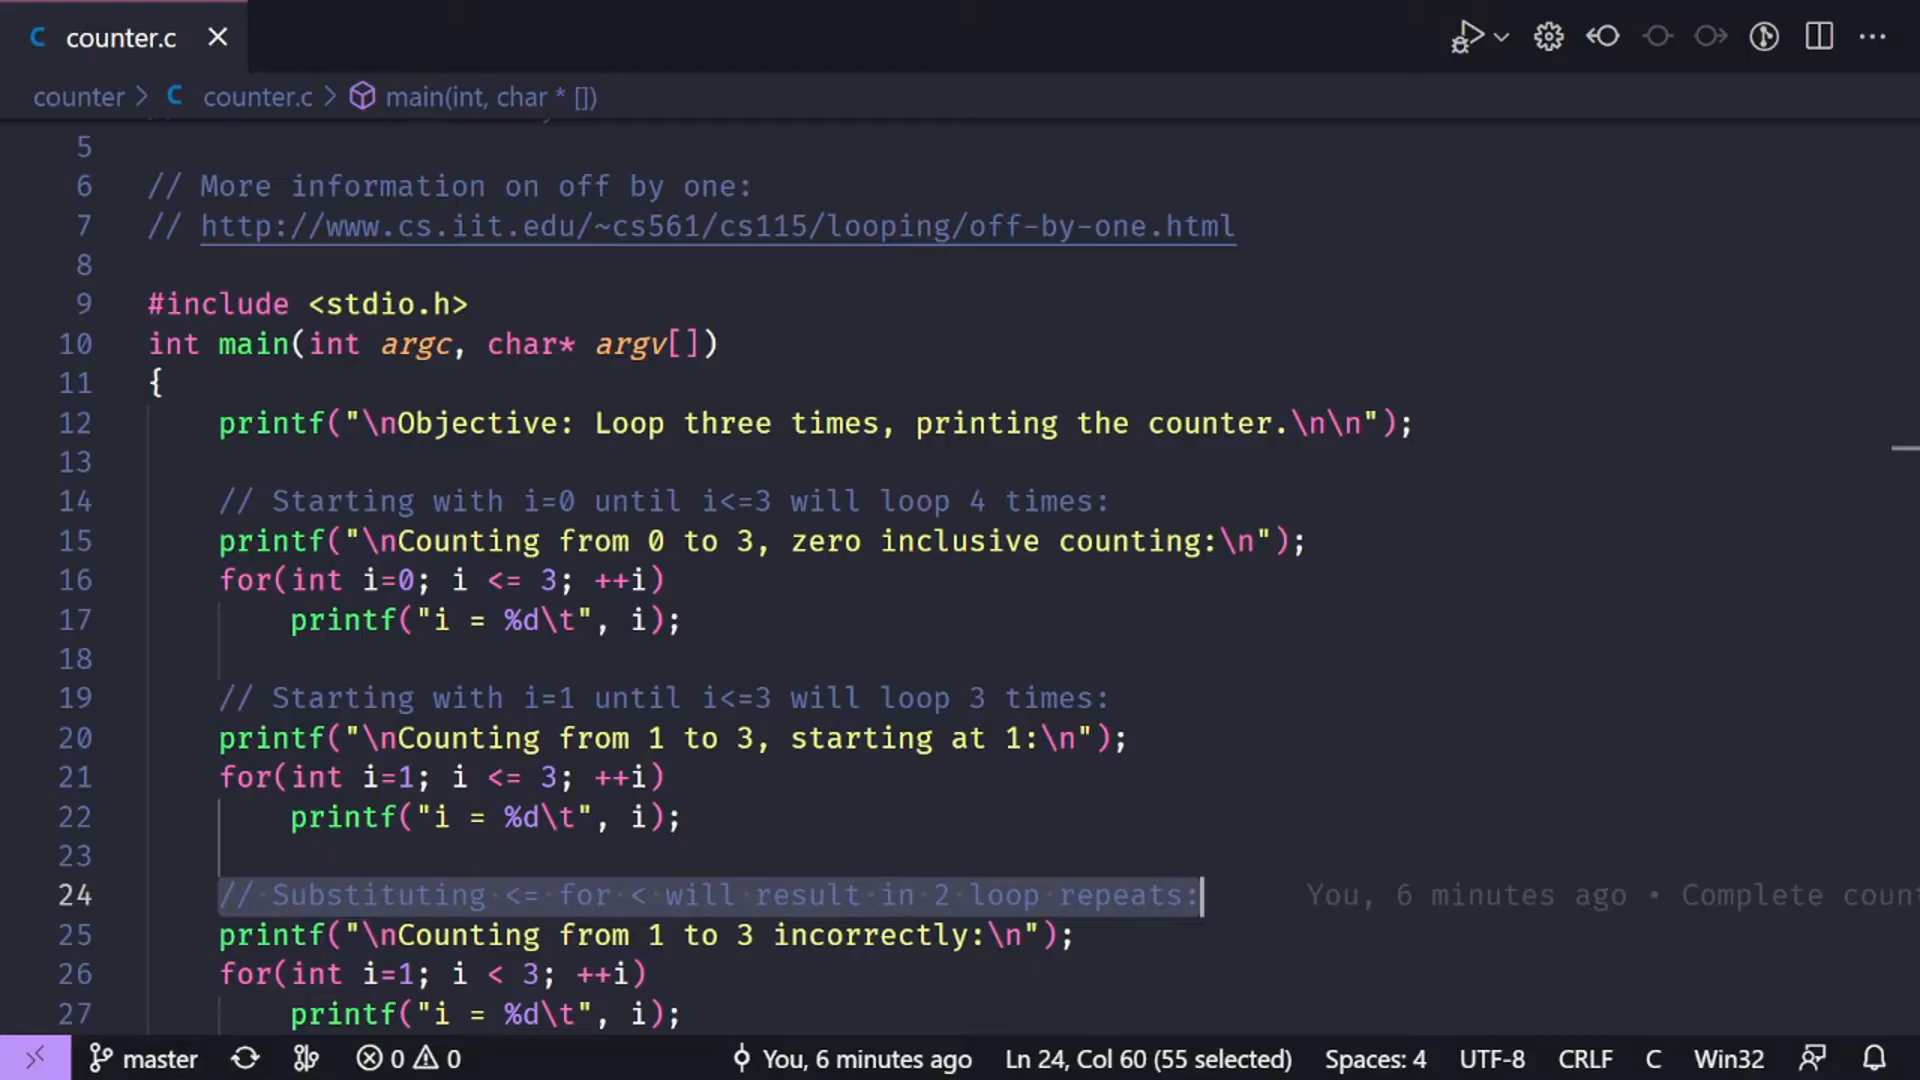 counter.c
counter > counter.c > main(int, char * [])
5
6 // More information on off by one:
7 // http://www.cs.iit.edu/~cs561/cs115/looping/off-by-one.html
8
9 #include <stdio.h>
10 int main(int argc, char* argv[])
11 {
12 printf("\nObjective: Loop three times, printing the counter.\n\n");
13
14 // Starting with i=0 until i<=3 will loop 4 times:
15 printf("\nCounting from 0 to 3, zero inclusive counting:\n");
16 for(int i=0; i <= 3; ++i)
17 printf("i = %d\t", i);
18
19 // Starting with i=1 until i<=3 will loop 3 times:
20 printf("\nCounting from 1 to 3, starting at 1:\n");
21 for(int i=1; i <= 3; ++i)
22 printf("i = %d\t", i);
23
24 // Substituting <= for < will result in 2 loop repeats: You, 6 minutes ago • Complete coun
25 printf("\nCounting from 1 to 3 incorrectly:\n");
26 for(int i=1; i < 3; ++i)
27 printf("i = %d\t", i);
master 0 0 You, 6 minutes ago Ln 24, Col 60 (55 selected) Spaces: 4 UTF-8 CRLF C Win32